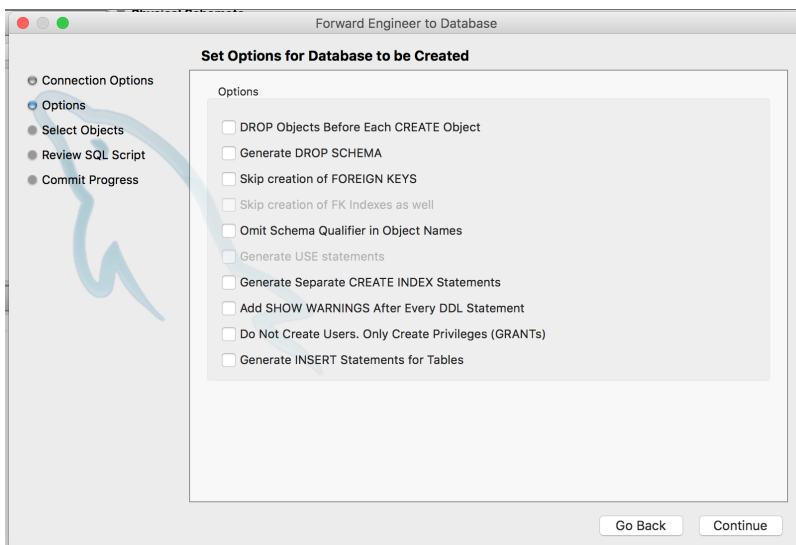 Physical Schemata
Forward Engineer to Database
Set Options for Database to be Created
Connection Options
Options
Select Objects
Review SQL Script
Commit Progress
Options
DROP Objects Before Each CREATE Object
Generate DROP SCHEMA
Skip creation of FOREIGN KEYS
Skip creation of FK Indexes as well
Omit Schema Qualifier in Object Names
Generate USE statements
Generate Separate CREATE INDEX Statements
Add SHOW WARNINGS After Every DDL Statement
Do Not Create Users. Only Create Privileges (GRANTs)
Generate INSERT Statements for Tables
Go Back
Continue